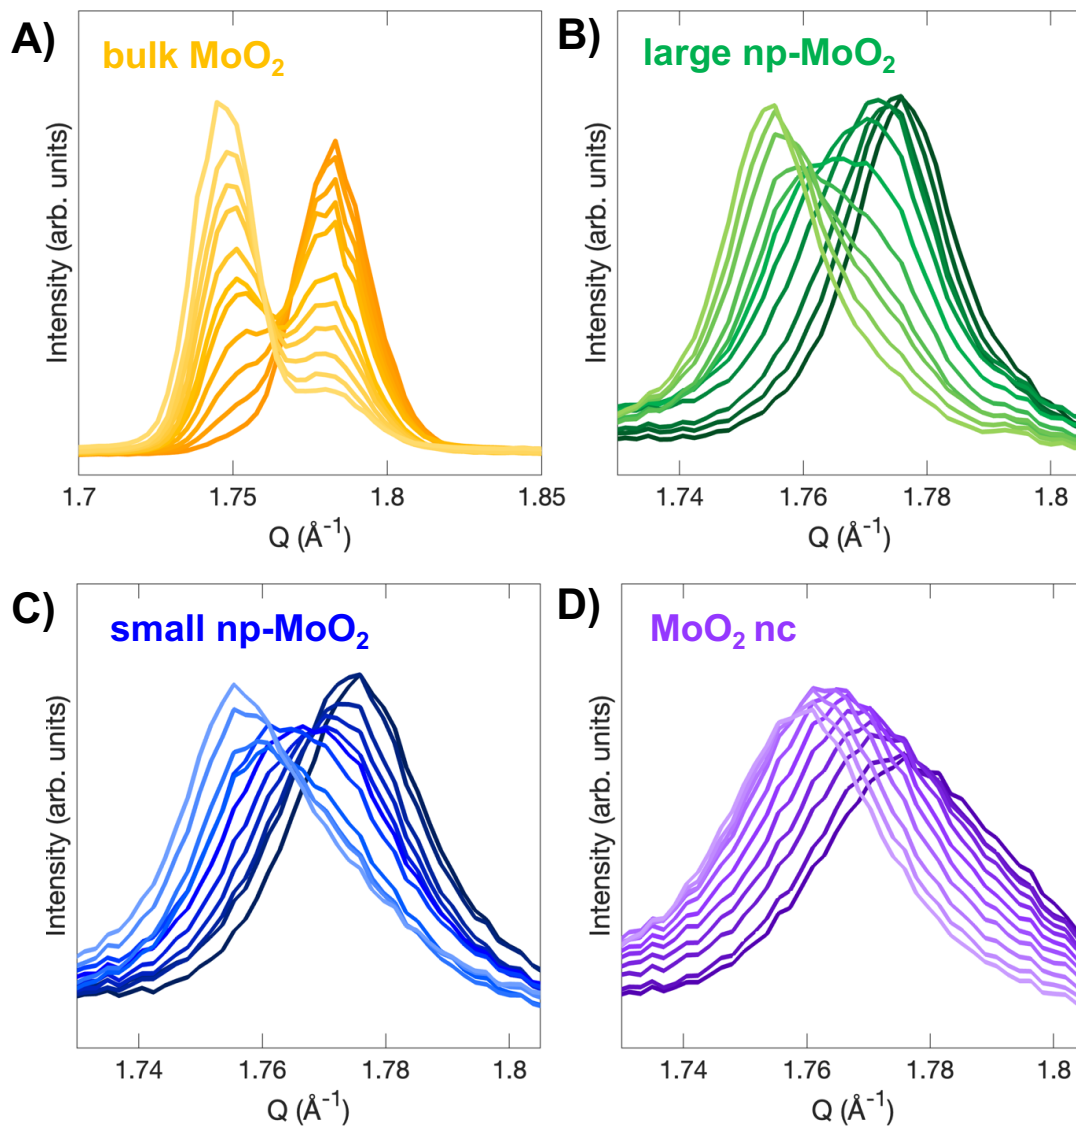 A)
bulk MoO₂
Intensity (arb. units)
1.7 1.75 1.8 1.85
Q (Å⁻¹)
B)
large np-MoO₂
Intensity (arb. units)
1.74 1.76 1.78 1.8
Q (Å⁻¹)
C)
small np-MoO₂
Intensity (arb. units)
1.74 1.76 1.78 1.8
Q (Å⁻¹)
D)
MoO₂ nc
Intensity (arb. units)
1.74 1.76 1.78 1.8
Q (Å⁻¹)